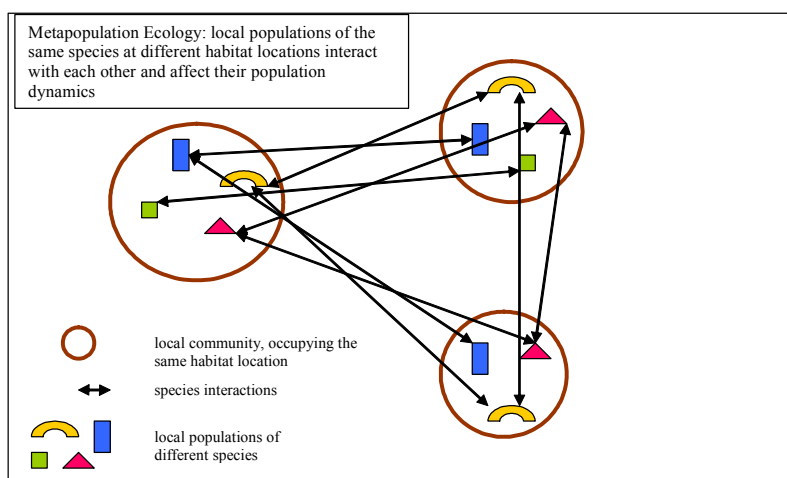 Metapopulation Ecology: local populations of the
same species at different habitat locations interact
with each other and affect their population
dynamics
local community, occupying the
same habitat location
species interactions
local populations of
different species